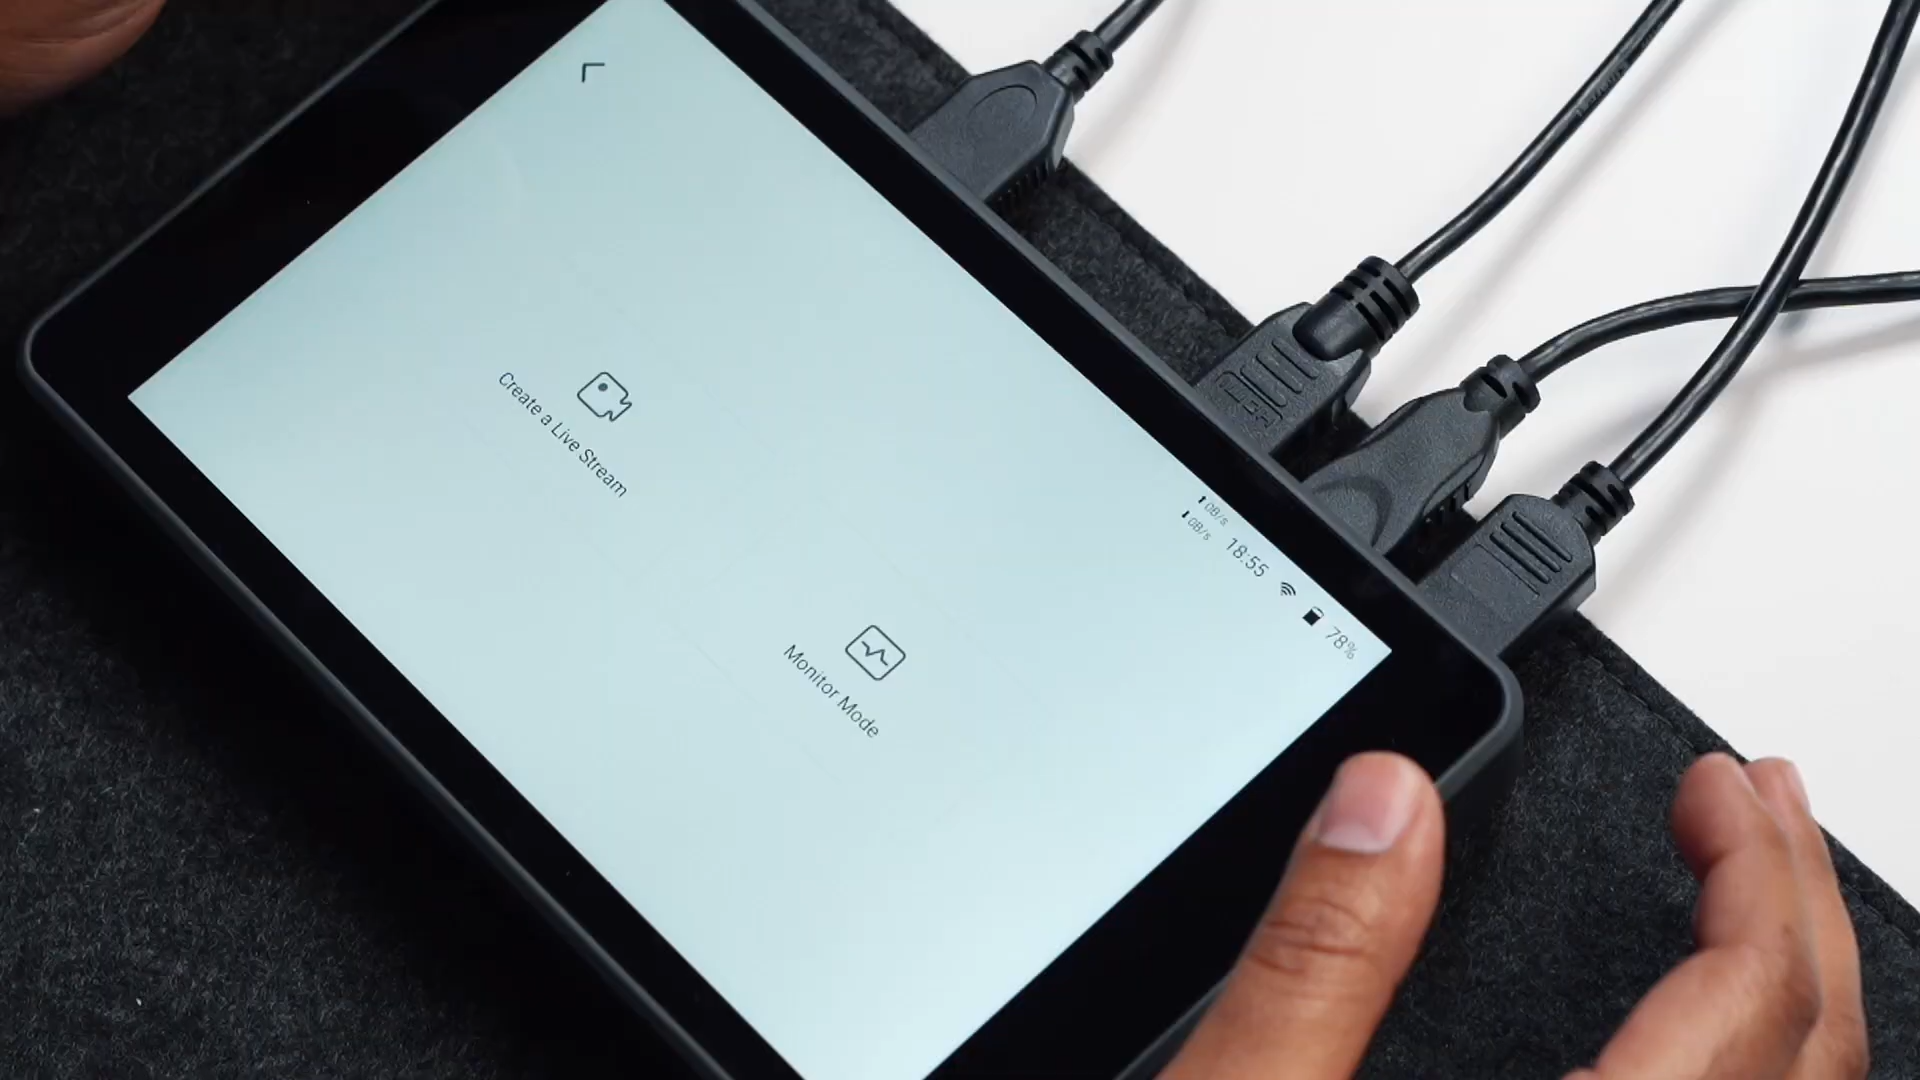 ↑0B/s
↓0B/s
18:55
78%
Create a Live Stream
Monitor Mode